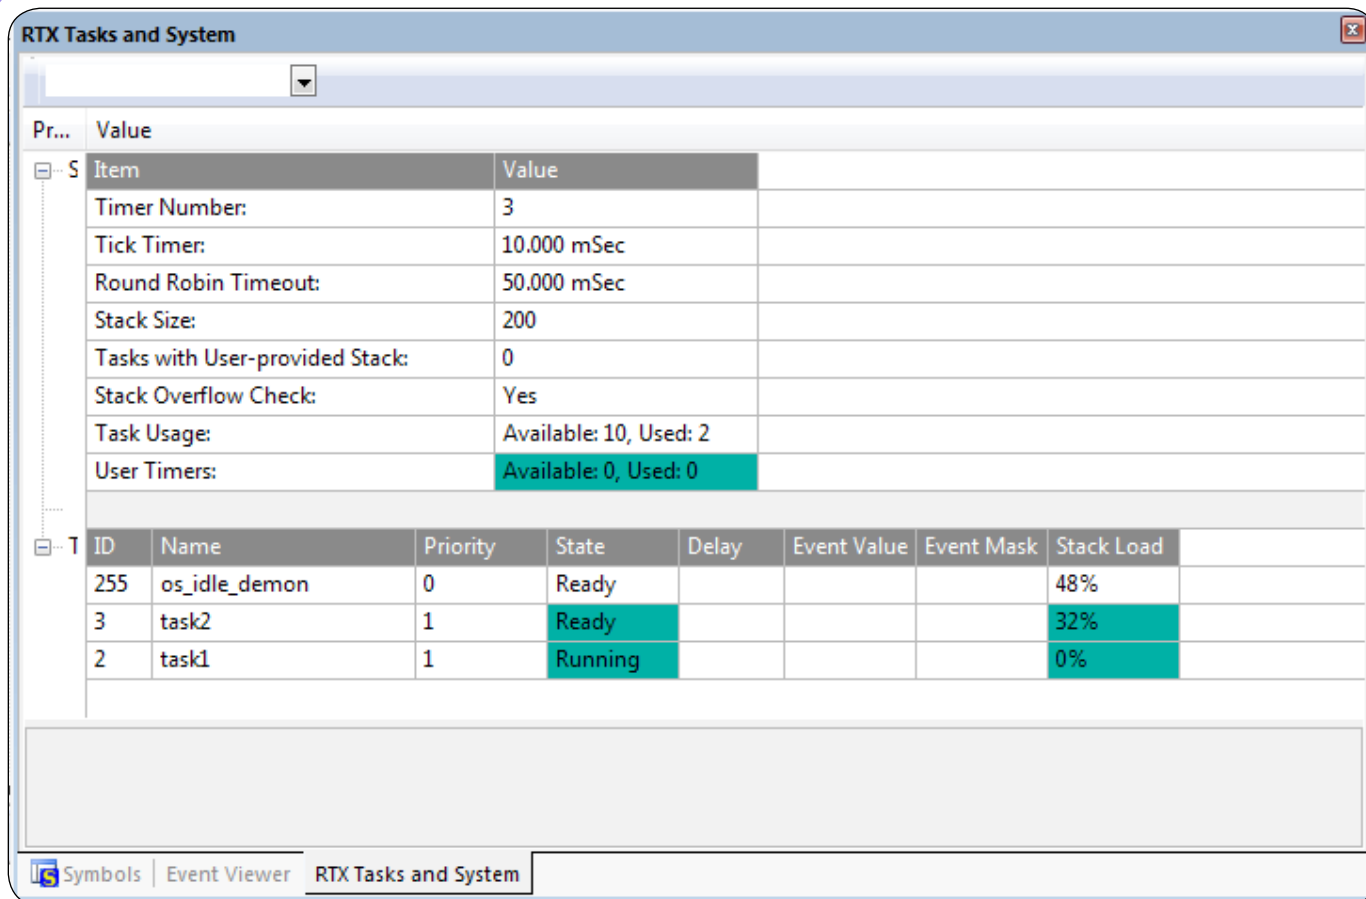 RTX Tasks and System
Pr... Value
S Item Value
Timer Number: 3
Tick Timer: 10.000 mSec
Round Robin Timeout: 50.000 mSec
Stack Size: 200
Tasks with User-provided Stack: 0
Stack Overflow Check: Yes
Task Usage: Available: 10, Used: 2
User Timers: Available: 0, Used: 0
T ID Name Priority State Delay Event Value Event Mask Stack Load
255 os_idle_demon 0 Ready 48%
3 task2 1 Ready 32%
2 task1 1 Running 0%
Symbols Event Viewer RTX Tasks and System